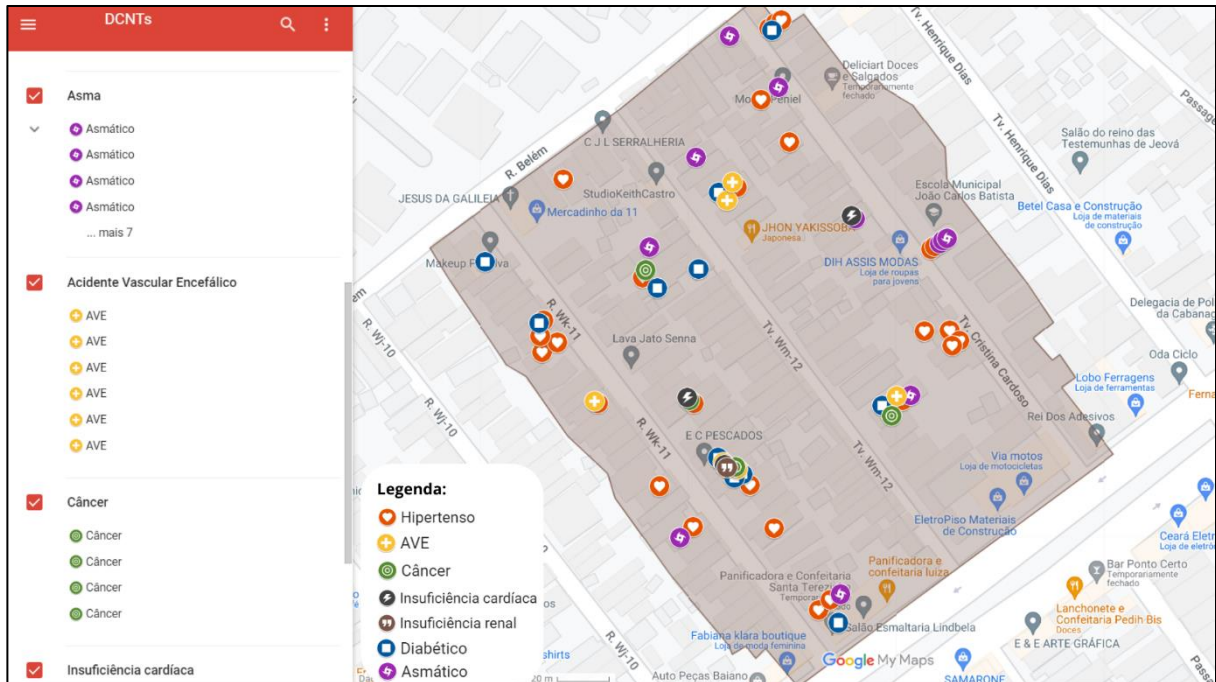 DCNTs
Asma
Asmático
Asmático
Asmático
Asmático
... mais 7
Acidente Vascular Encefálico
AVE
AVE
AVE
AVE
AVE
AVE
Câncer
Câncer
Câncer
Câncer
Câncer
Insuficiência cardíaca
Legenda:
Hipertenso
AVE
Câncer
Insuficiência cardíaca
Insuficiência renal
Diabético
Asmático
Deliciart Doces
e Salgados
Temporariamente
fechado
C J L SERRALHERIA
R. Belém
Tv. Henrique Dias
Tv. Henrique Dias
Passage
Salão do reino das
Testemunhas de Jeová
StudioKeithCastro
JESUS DA GALILEIA
Mercadinho da 11
Escola Municipal
João Carlos Batista
Betel Casa e Construção
Loja de materiais
de construção
JHON YAKISSOBA
Japonesa
DIH ASSIS MODAS
Loja de roupas
para jovens
Makeup
R. Wk-11
R. Wj-10
Lava Jato Senna
Tv. Wm-12
Tv. Cristina Cardoso
Delegacia de Pol
da Cabanag
Oda Ciclo
Lobo Ferragens
Loja de ferramentas
Ferna
Rei Dos Adesivos
R. Wj-10
R. Wk-11
E C PESCADOS
Tv. Wm-12
Via motos
Loja de motocicletas
EletroPiso Materiais
de Construção
Ceará Eletr
Loja de eletrô
Bar Ponto Certo
Temporariamente
fechado
Panificadora e
confeitaria luiza
Panificadora e Confeitaria
Santa Terezi
Lanchonete e
Confeitaria Pedih Bis
Doces
Salão Esmaltaria Lindbela
E & E ARTE GRÁFICA
Fabiana klara boutique
Loja de moda feminina
R. Wj-10
tshirts
Google My Maps
20 m
Auto Peças Baiano
SAMARONE
Passa